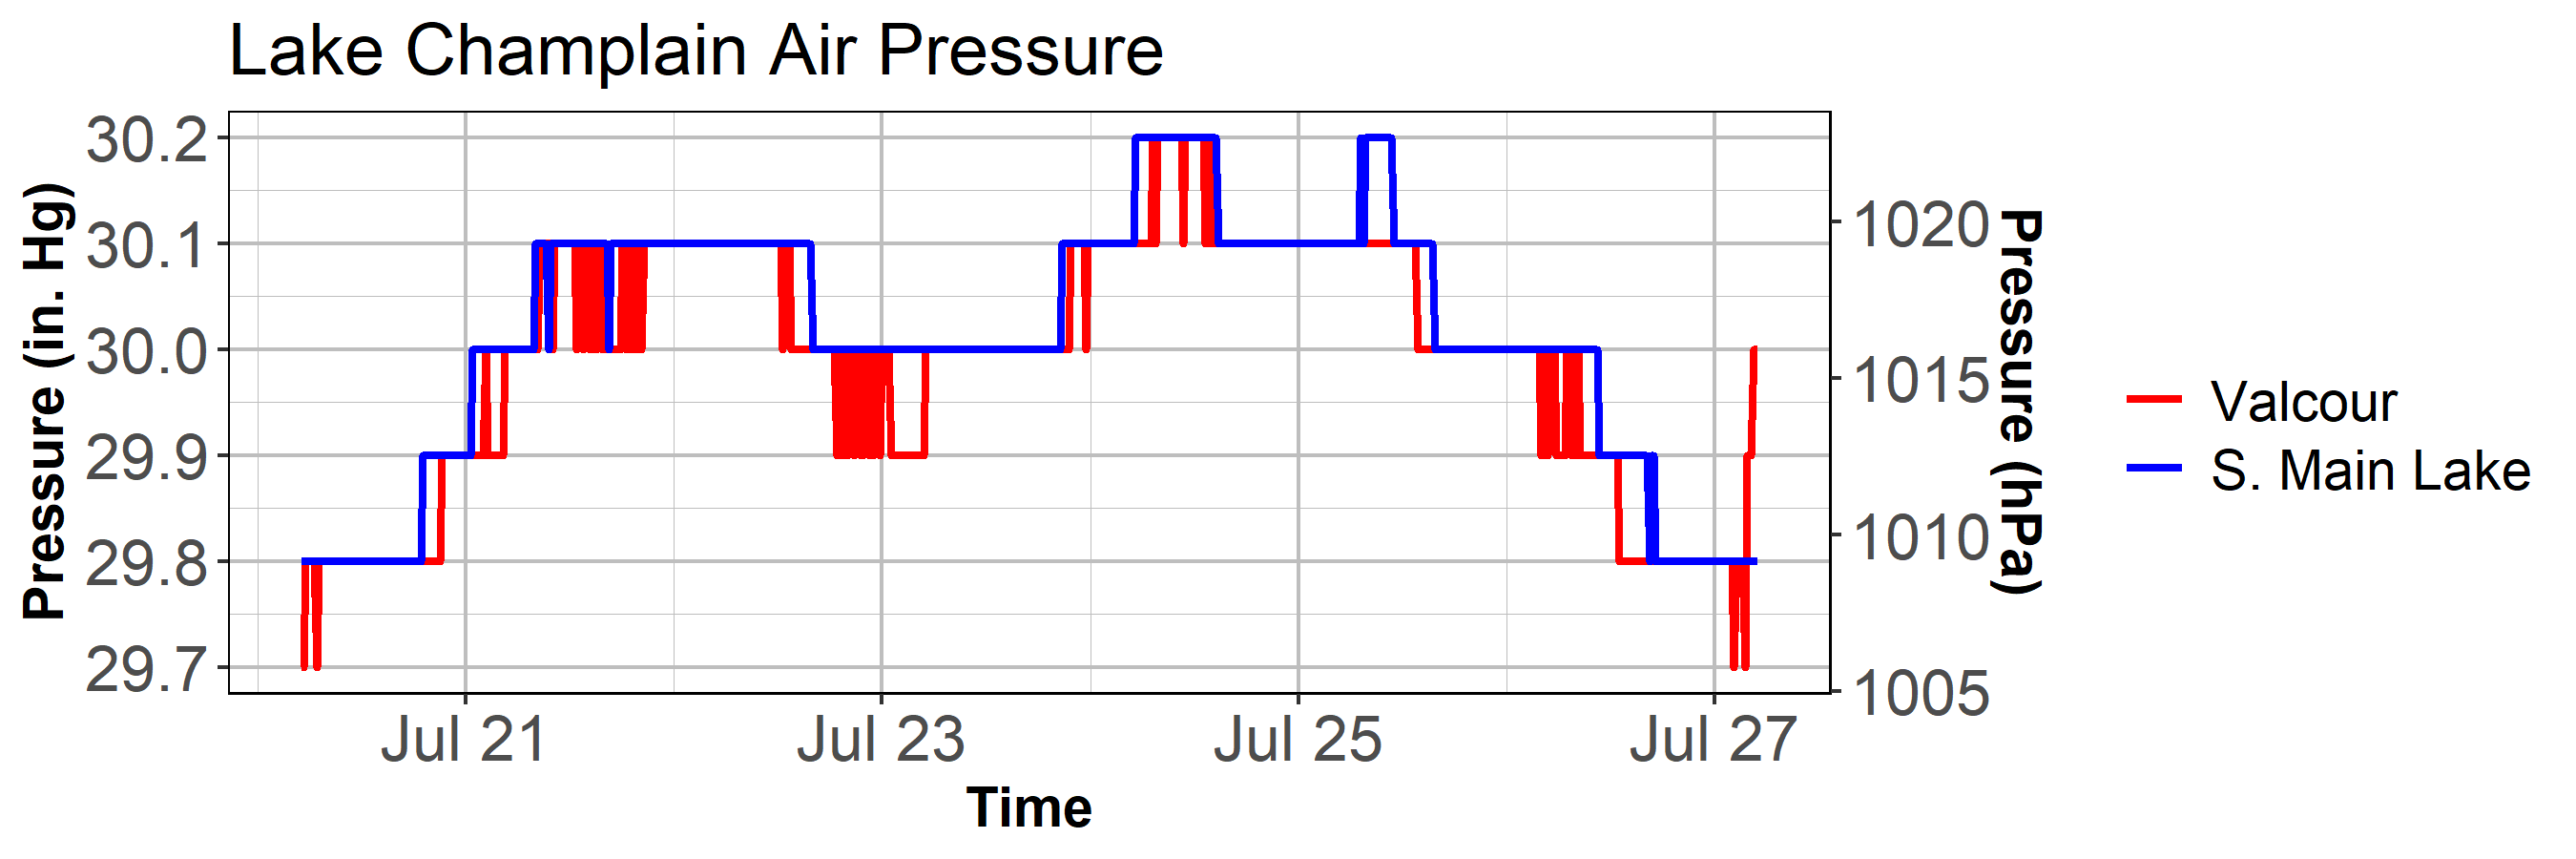 Lake Champlain Air Pressure
Pressure (in. Hg)
30.2
30.1
30.0
29.9
29.8
29.7
1020
1015
1010
1005
Pressure (hPa)
Jul 21
Jul 23
Jul 25
Jul 27
Time
Valcour
S. Main Lake